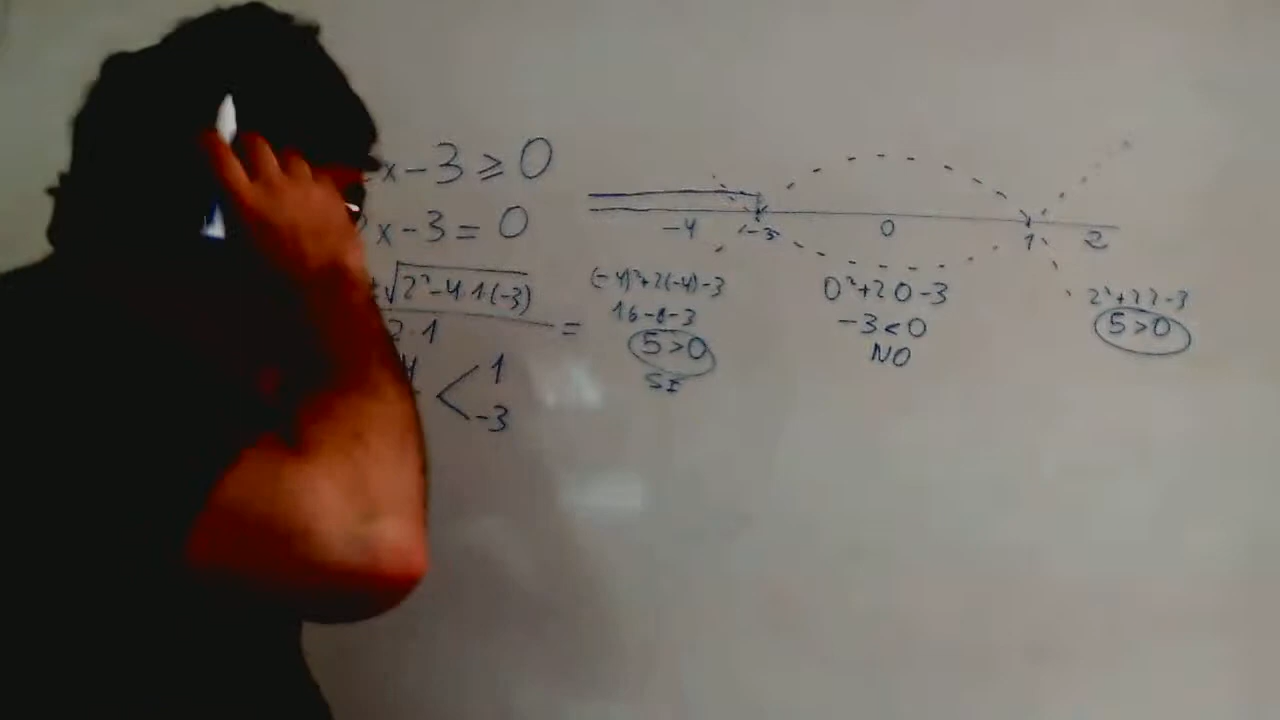 x-3 ≥ 0
x-3 = 0
±√2²-4·1·(-3)
2·1
=
1
-3
-4 -3 0 1 2
(-4)²+2(-4)-3
16-8-3
5>0
SI
0²+2·0-3
-3<0
NO
2²+2·2-3
5>0